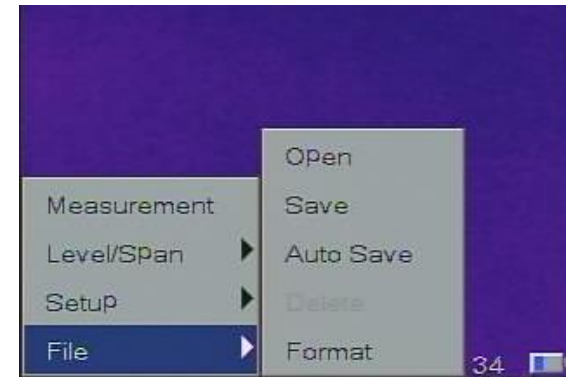 Measurement
Level/Span
Setup
File
Open
Save
Auto Save
Delete
Format
34